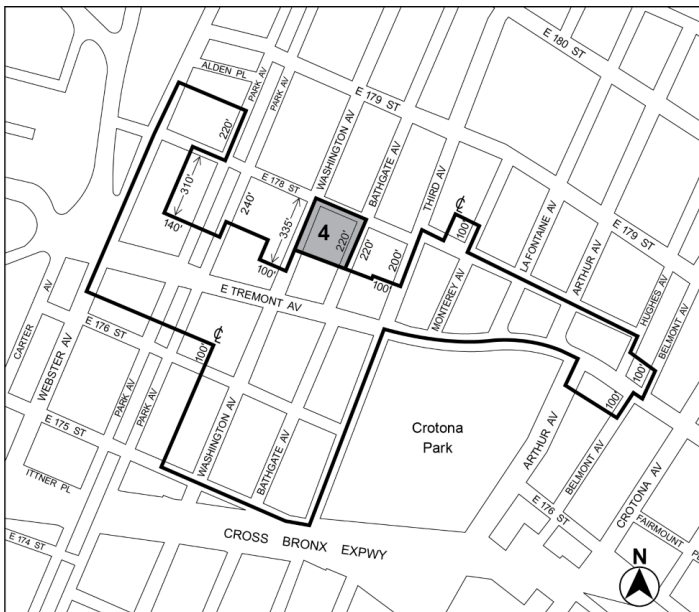 E 180 ST
ALDEN PL
PARK AV
PARK AV
E 179 ST
WASHINGTON AV
BATHGATE AV
THIRD AV
220'
310'
E 178 ST
240'
335'
4
220'
220'
200'
140'
100'
100'
100'
℄
LA FONTAINE AV
ARTHUR AV
E 179 ST
HUGHES AV
BELMONT AV
MONTEREY AV
E TREMONT AV
CARTER AV
WEBSTER AV
E 176 ST
100'
℄
100'
100'
PARK AV
PARK AV
E 175 ST
WASHINGTON AV
BATHGATE AV
Crotona
Park
ARTHUR AV
BELMONT AV
CROTONA AV
ITTNER PL
E 174 ST
E 176 ST
FAIRMOUNT PL
CROSS BRONX EXPWY
N